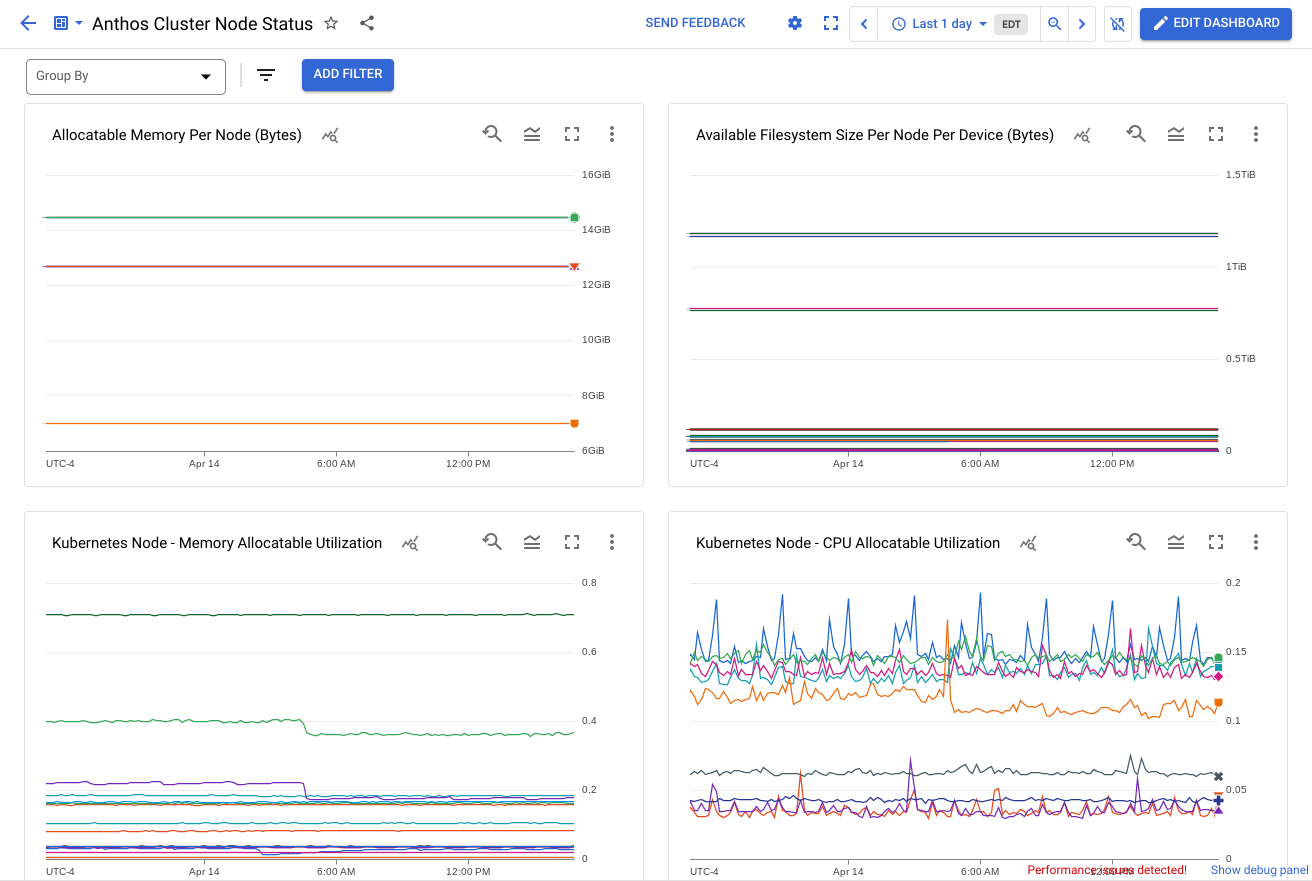 Anthos Cluster Node Status
SEND FEEDBACK
Last 1 day
EDT
EDIT DASHBOARD
Group By
ADD FILTER
Allocatable Memory Per Node (Bytes)
16GiB
14GiB
12GiB
10GiB
8GiB
6GiB
UTC-4 Apr 14 6:00 AM 12:00 PM
Available Filesystem Size Per Node Per Device (Bytes)
1.5TiB
1TiB
0.5TiB
0
UTC-4 Apr 14 6:00 AM 12:00 PM
Kubernetes Node - Memory Allocatable Utilization
0.8
0.6
0.4
0.2
0
UTC-4 Apr 14 6:00 AM 12:00 PM
Kubernetes Node - CPU Allocatable Utilization
0.2
0.15
0.1
0.05
0
UTC-4 Apr 14 6:00 AM 12:00 PM
Performance issues detected!
Show debug panel